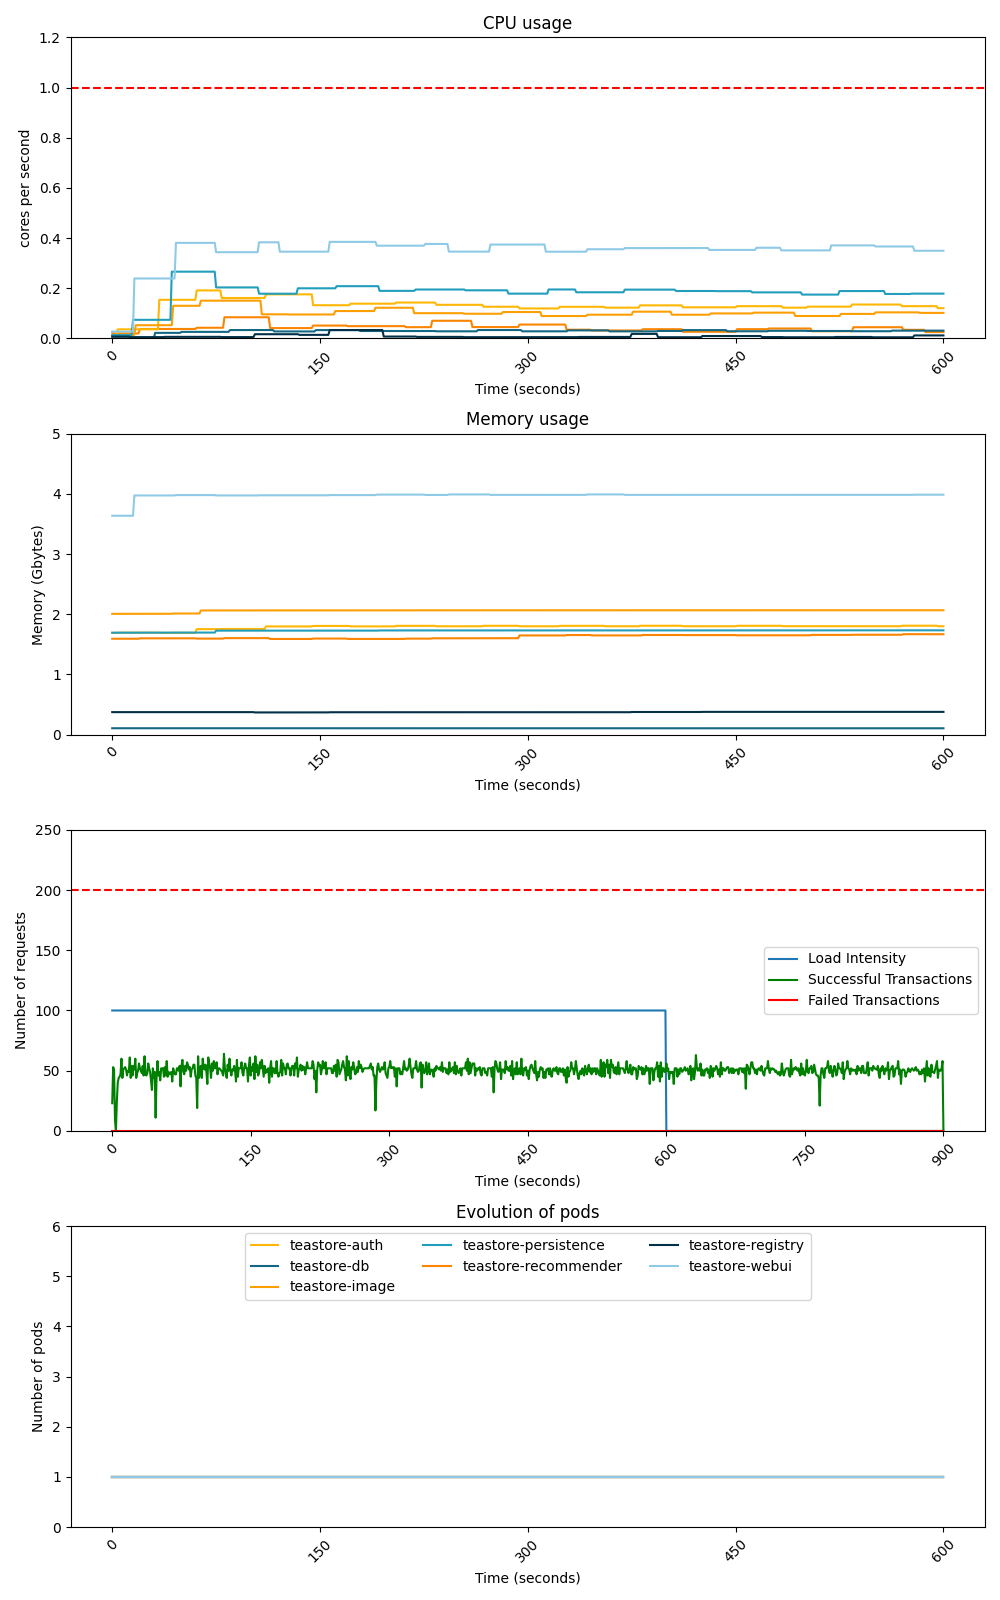 CPU usage
1.2
1.0
0.8
0.6
0.4
0.2
0.0
cores per second
0
150
300
450
600
Time (seconds)
Memory usage
5
4
3
2
1
0
Memory (Gbytes)
0
150
300
450
600
Time (seconds)
250
200
150
100
50
0
Number of requests
Load Intensity
Successful Transactions
Failed Transactions
0
150
300
450
600
750
900
Time (seconds)
Evolution of pods
6
5
4
3
2
1
0
Number of pods
teastore-auth
teastore-db
teastore-image
teastore-persistence
teastore-recommender
teastore-registry
teastore-webui
0
150
300
450
600
Time (seconds)